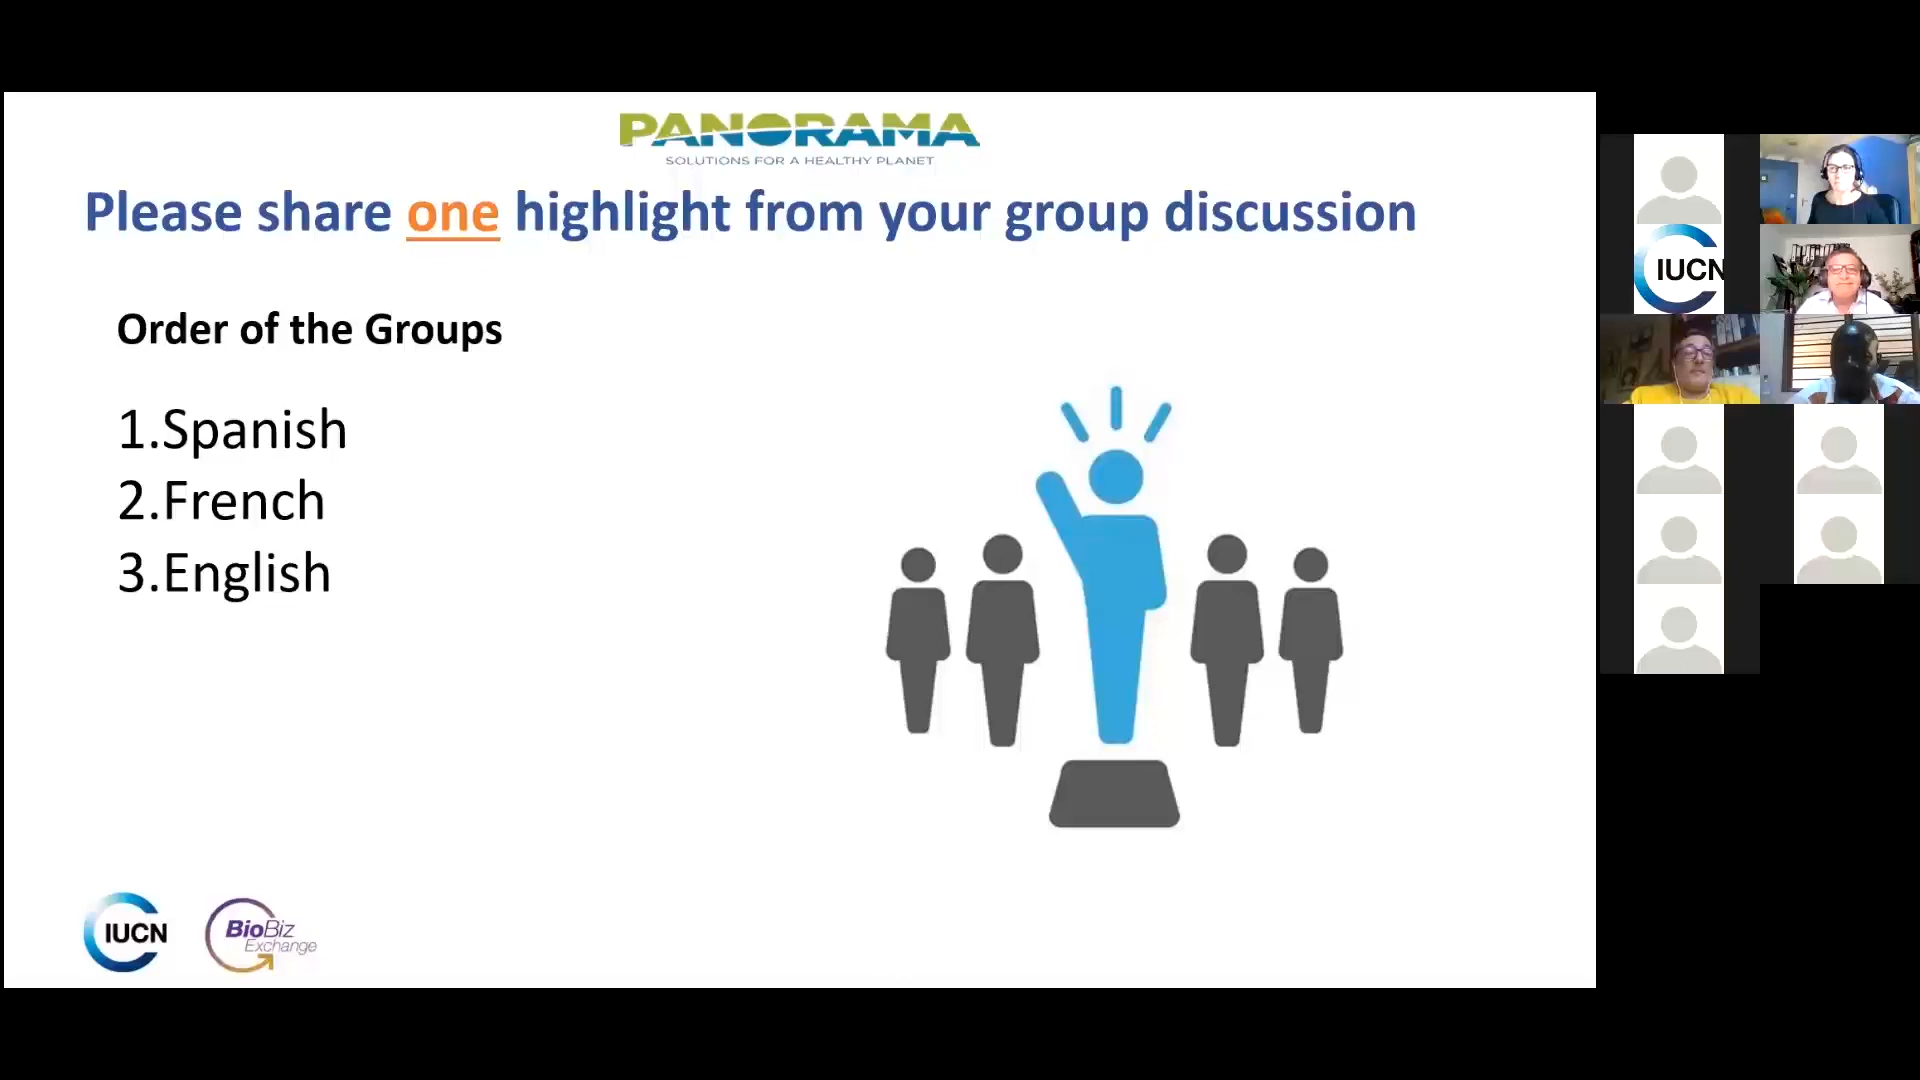 PANORAMA
SOLUTIONS FOR A HEALTHY PLANET
Please share one highlight from your group discussion
Order of the Groups
1.Spanish
2.French
3.English
IUCN
BioBiz
Exchange
IUCN